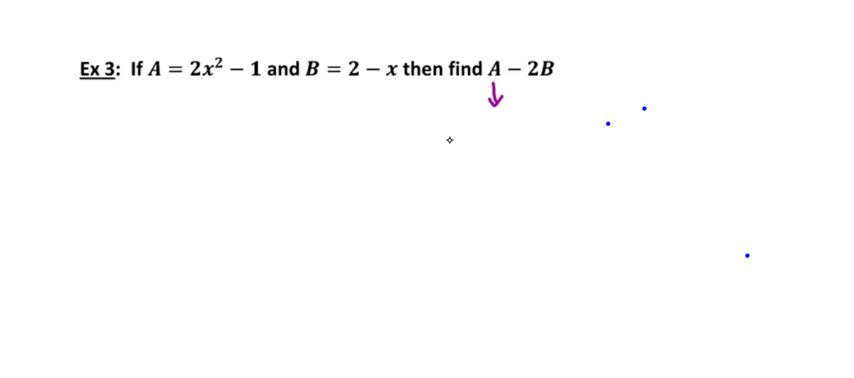 Ex 3: If A = 2x² − 1 and B = 2 − x then find A − 2B